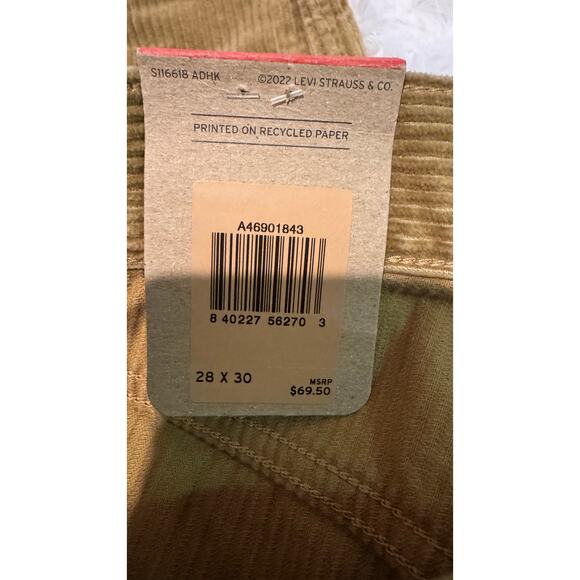 S116618 ADHK ©2022 LEVI STRAUSS & CO.
PRINTED ON RECYCLED PAPER
A46901843
8 40227 56270 3
28 X 30
MSRP
$69.50